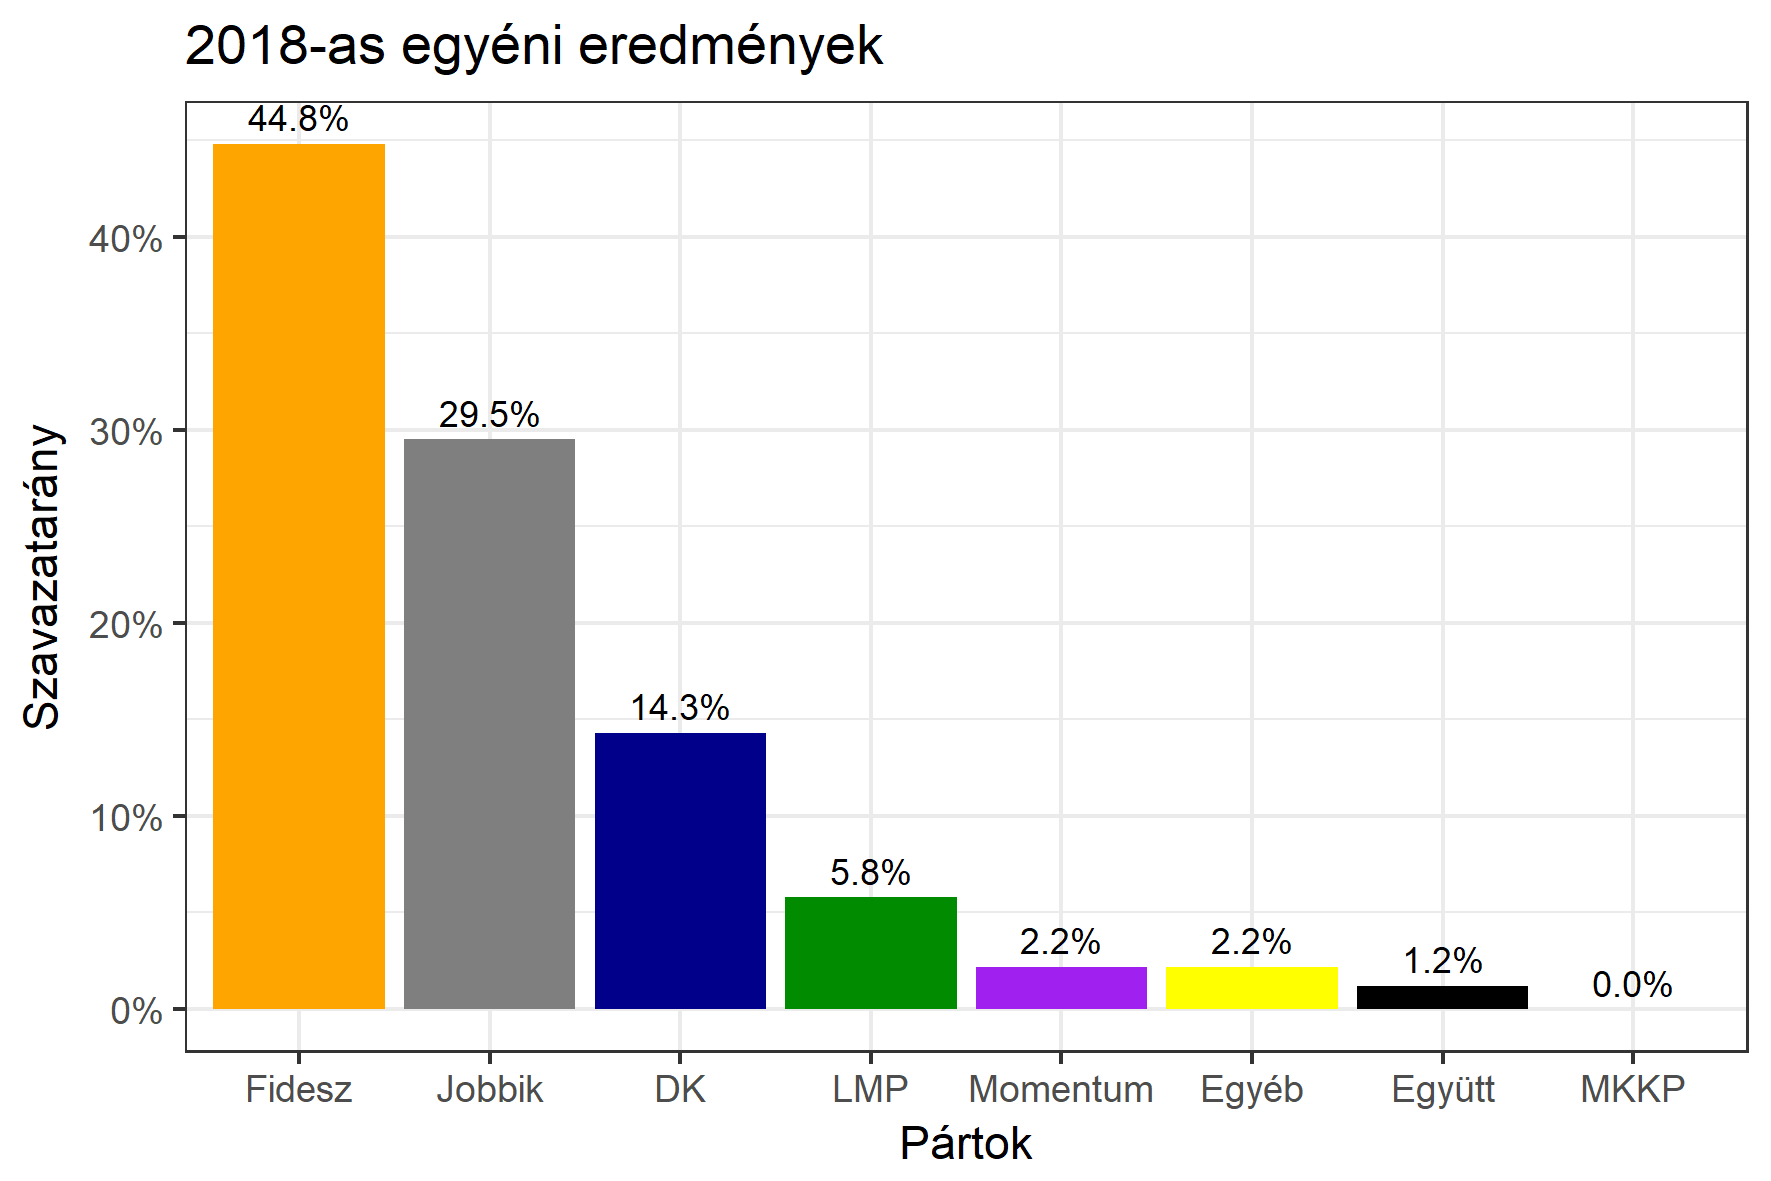 2018-as egyéni eredmények
Szavazatarány
40%
30%
20%
10%
0%
44.8%
29.5%
14.3%
5.8%
2.2%
2.2%
1.2%
0.0%
Fidesz
Jobbik
DK
LMP
Momentum
Egyéb
Együtt
MKKP
Pártok